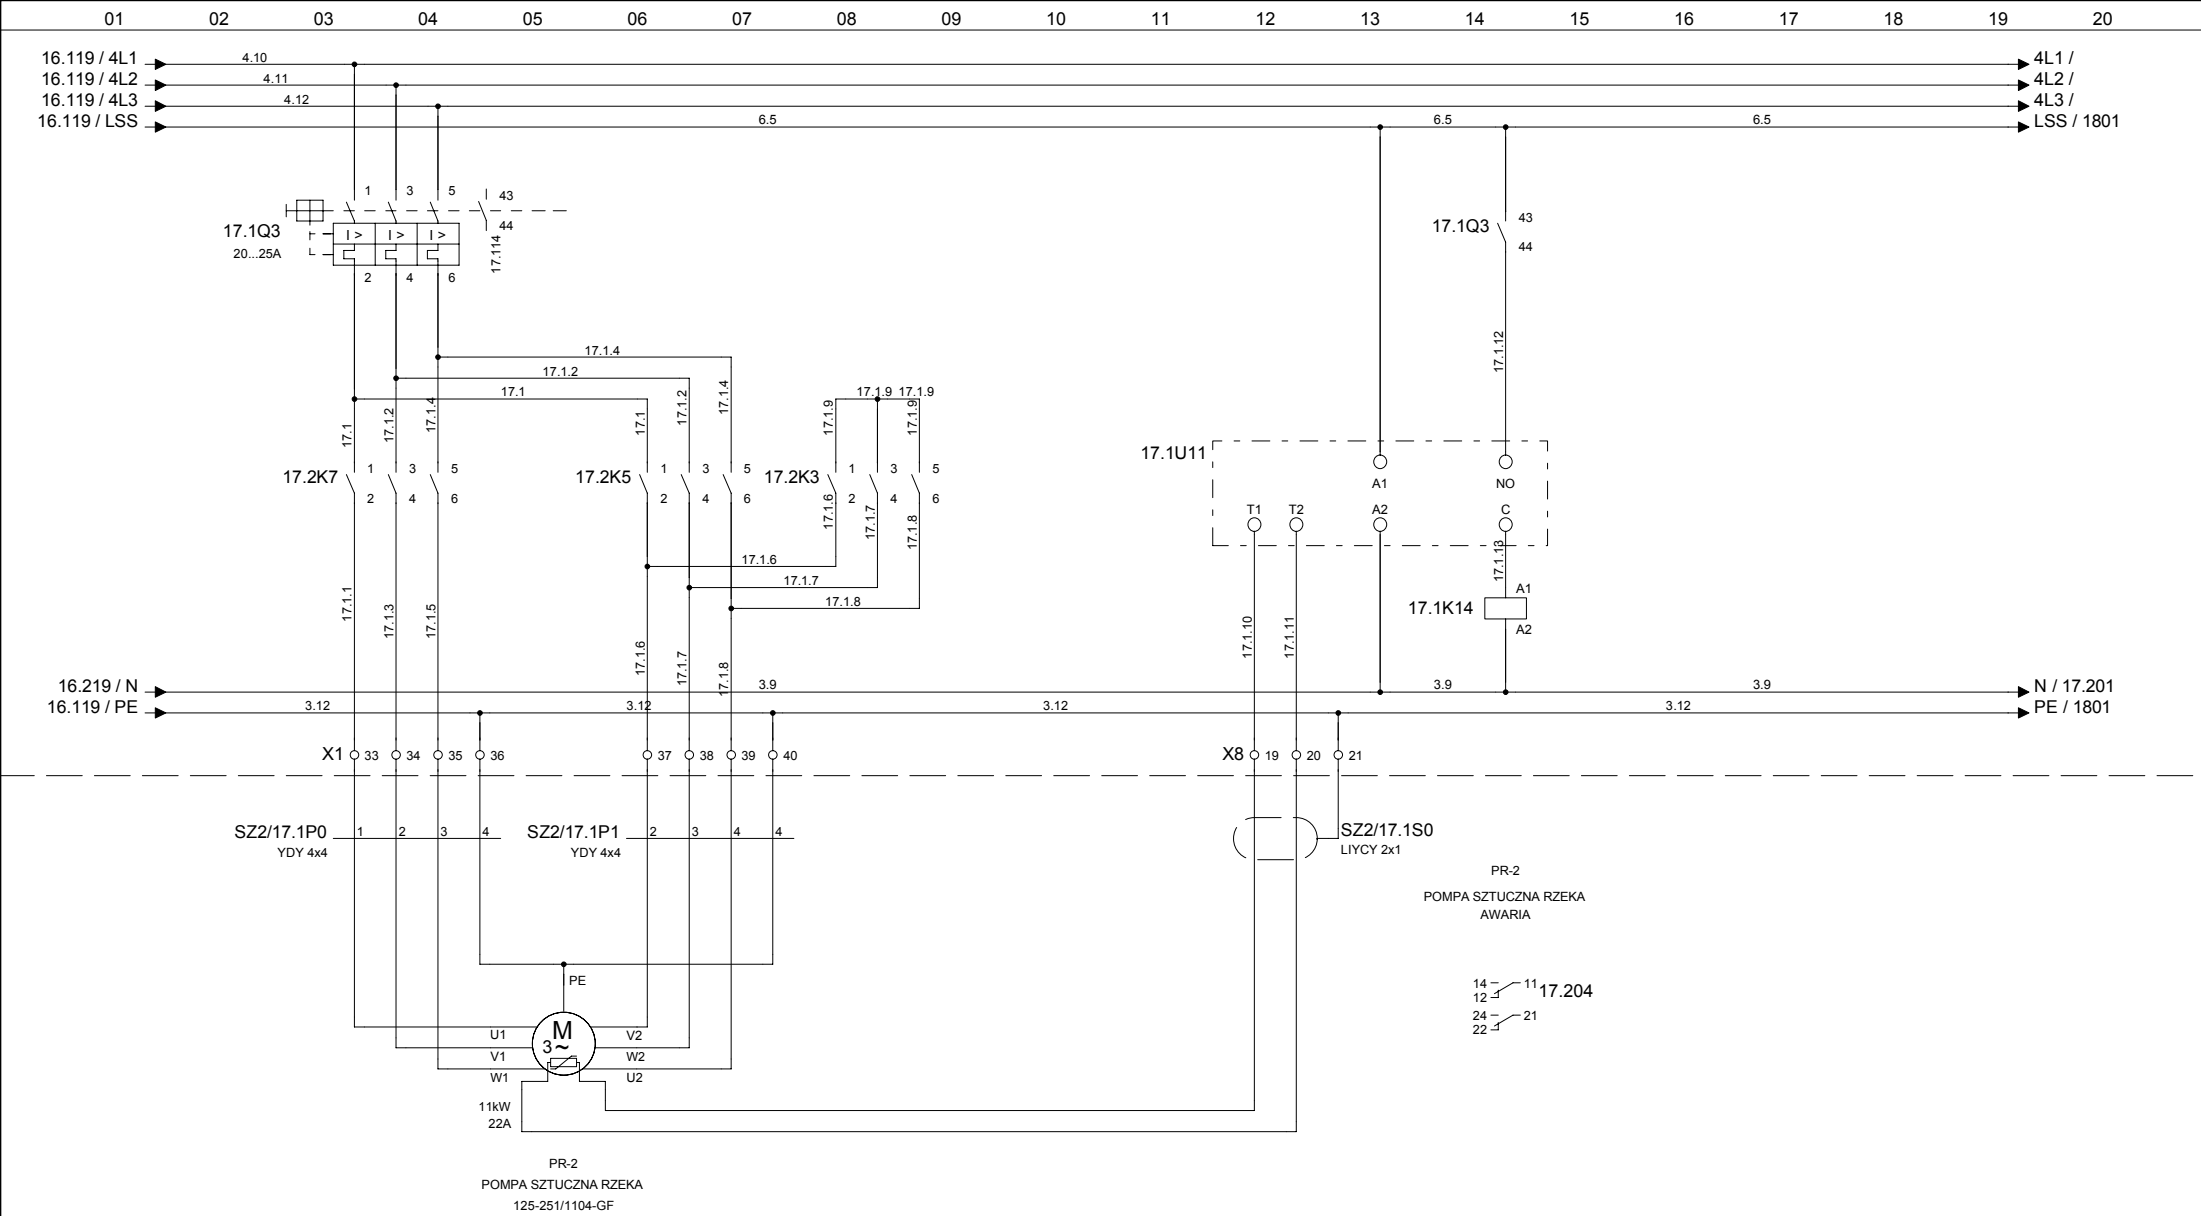 01 02 03 04 05 06 07 08 09 10 11 12 13 14 15 16 17 18 19 20
16.119 / 4L1 4.10 4L1 /
16.119 / 4L2 4.11 4L2 /
16.119 / 4L3 4.12 4L3 /
16.119 / LSS 6.5 6.5 6.5 LSS / 1801
1 3 5 43
17.1Q3 I > I > I > 44
20...25A 17.114
2 4 6
17.1Q3 43
44
17.1.4
17.1.2
17.1
17.1.9 17.1.9
17.1 17.1.2 17.1.4 17.1 17.1.2 17.1.4 17.1.9 17.1.9 17.1.12
17.2K7 1 3 5 17.2K5 1 3 5 17.2K3 1 3 5
2 4 6 2 4 6 2 4 6
17.1U11
A1 NO
T1 T2 A2 C
17.1.6 17.1.7 17.1.8
17.1.6
17.1.7
17.1.8
17.1.13
17.1K14 A1
A2
17.1.1 17.1.3 17.1.5 17.1.6 17.1.7 17.1.8 17.1.10 17.1.11
16.219 / N 3.9 3.9 3.9 N / 17.201
16.119 / PE 3.12 3.12 3.12 3.12 PE / 1801
X1 33 34 35 36 37 38 39 40 X8 19 20 21
SZ2/17.1P0 1 2 3 4 SZ2/17.1P1 2 3 4 4 SZ2/17.1S0
YDY 4x4 YDY 4x4 LIYCY 2x1
PR-2
POMPA SZTUCZNA RZEKA
AWARIA
PE
14 11 17.204
12
24 21
22
M
3~
U1 V2
V1 W2
W1 U2
11kW
22A
PR-2
POMPA SZTUCZNA RZEKA
125-251/1104-GF